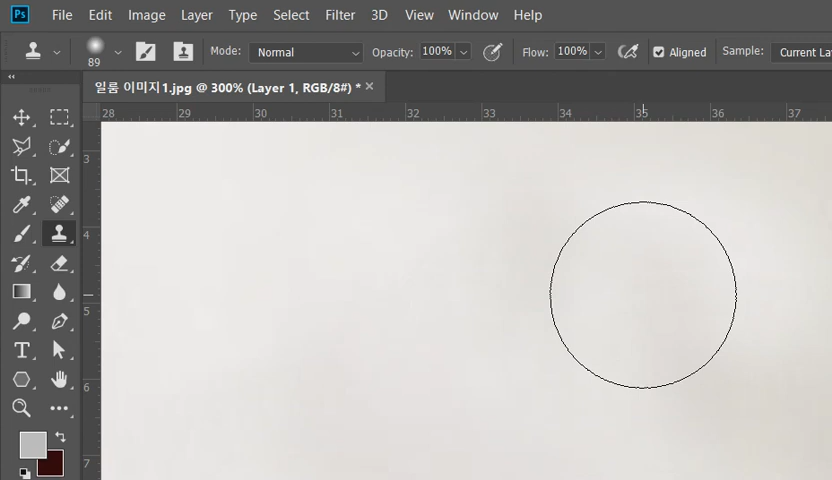 Ps File Edit Image Layer Type Select Filter 3D View Window Help
89 Mode: Normal Opacity: 100% Flow: 100% Aligned Sample: Current La
일룸 이미지1.jpg @ 300% (Layer 1, RGB/8#) * ×
28 29 30 31 32 33 34 35 36 37
3
4
5
6
7